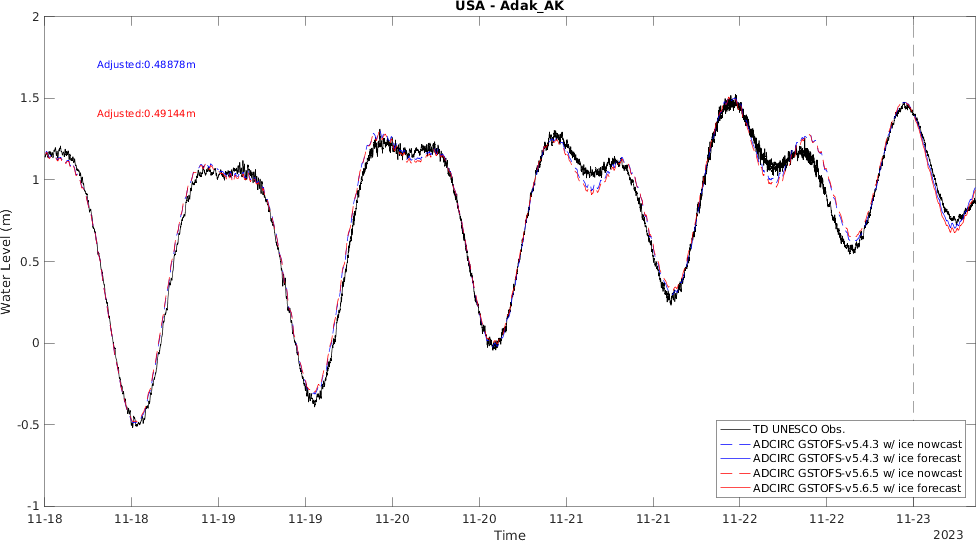 USA - Adak_AK
2
1.5
1
0.5
0
-0.5
-1
Water Level (m)
Adjusted:0.48878m
Adjusted:0.49144m
TD UNESCO Obs.
ADCIRC GSTOFS-v5.4.3 w/ ice nowcast
ADCIRC GSTOFS-v5.4.3 w/ ice forecast
ADCIRC GSTOFS-v5.6.5 w/ ice nowcast
ADCIRC GSTOFS-v5.6.5 w/ ice forecast
11-18 11-18 11-19 11-19 11-20 11-20 11-21 11-21 11-22 11-22 11-23
Time
2023